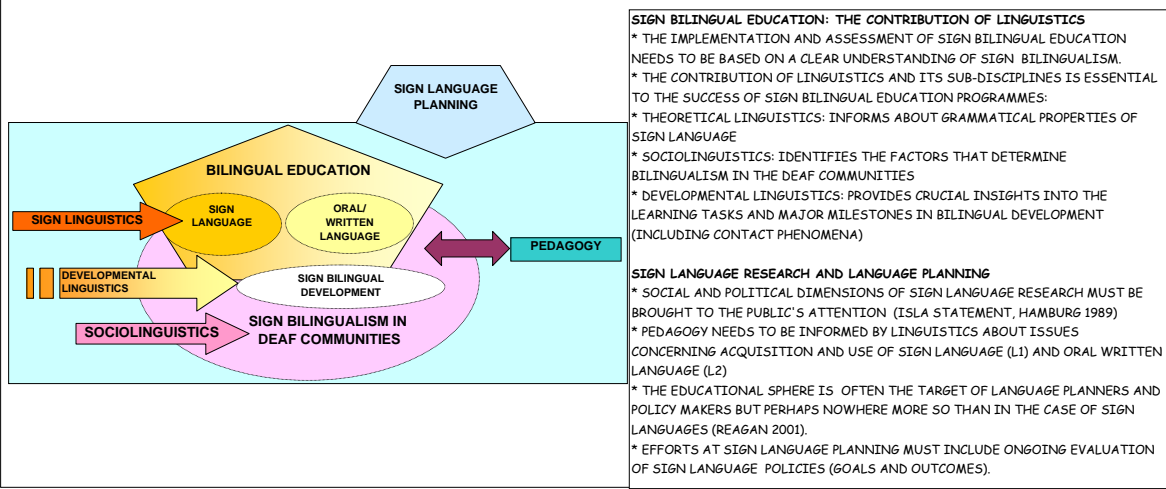 SIGN LANGUAGE
PLANNING
BILINGUAL EDUCATION
SIGN
LANGUAGE
ORAL/
WRITTEN
LANGUAGE
SIGN LINGUISTICS
PEDAGOGY
DEVELOPMENTAL
LINGUISTICS
SIGN BILINGUAL
DEVELOPMENT
SOCIOLINGUISTICS
SIGN BILINGUALISM IN
DEAF COMMUNITIES
SIGN BILINGUAL EDUCATION: THE CONTRIBUTION OF LINGUISTICS
* THE IMPLEMENTATION AND ASSESSMENT OF SIGN BILINGUAL EDUCATION
NEEDS TO BE BASED ON A CLEAR UNDERSTANDING OF SIGN BILINGUALISM.
* THE CONTRIBUTION OF LINGUISTICS AND ITS SUB-DISCIPLINES IS ESSENTIAL
TO THE SUCCESS OF SIGN BILINGUAL EDUCATION PROGRAMMES:
* THEORETICAL LINGUISTICS: INFORMS ABOUT GRAMMATICAL PROPERTIES OF
SIGN LANGUAGE
* SOCIOLINGUISTICS: IDENTIFIES THE FACTORS THAT DETERMINE
BILINGUALISM IN THE DEAF COMMUNITIES
* DEVELOPMENTAL LINGUISTICS: PROVIDES CRUCIAL INSIGHTS INTO THE
LEARNING TASKS AND MAJOR MILESTONES IN BILINGUAL DEVELOPMENT
(INCLUDING CONTACT PHENOMENA)
SIGN LANGUAGE RESEARCH AND LANGUAGE PLANNING
* SOCIAL AND POLITICAL DIMENSIONS OF SIGN LANGUAGE RESEARCH MUST BE
BROUGHT TO THE PUBLIC'S ATTENTION (ISLA STATEMENT, HAMBURG 1989)
* PEDAGOGY NEEDS TO BE INFORMED BY LINGUISTICS ABOUT ISSUES
CONCERNING ACQUISITION AND USE OF SIGN LANGUAGE (L1) AND ORAL WRITTEN
LANGUAGE (L2)
* THE EDUCATIONAL SPHERE IS OFTEN THE TARGET OF LANGUAGE PLANNERS AND
POLICY MAKERS BUT PERHAPS NOWHERE MORE SO THAN IN THE CASE OF SIGN
LANGUAGES (REAGAN 2001).
* EFFORTS AT SIGN LANGUAGE PLANNING MUST INCLUDE ONGOING EVALUATION
OF SIGN LANGUAGE POLICIES (GOALS AND OUTCOMES).